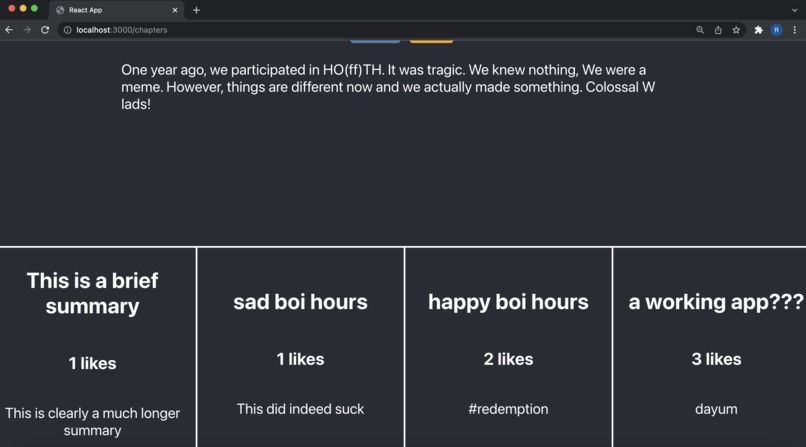 React App
localhost:3000/chapters
R
One year ago, we participated in HO(ff)TH. It was tragic. We knew nothing, We were a
meme. However, things are different now and we actually made something. Colossal W
lads!
This is a brief
summary
1 likes
This is clearly a much longer
summary
sad boi hours
1 likes
This did indeed suck
happy boi hours
2 likes
#redemption
a working app???
3 likes
dayum